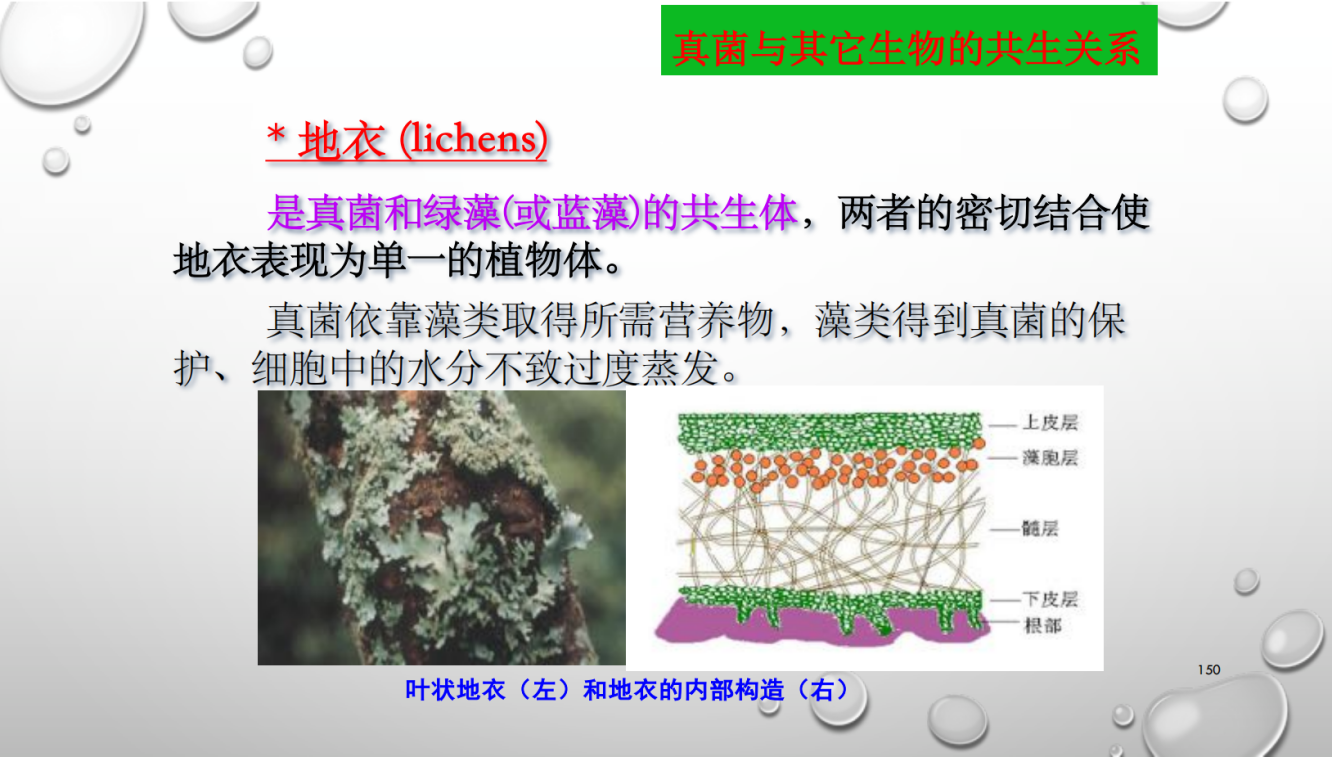 真菌与其它生物的共生关系
* 地衣 (lichens)
是真菌和绿藻(或蓝藻)的共生体，两者的密切结合使
地衣表现为单一的植物体。
真菌依靠藻类取得所需营养物，藻类得到真菌的保
护、细胞中的水分不致过度蒸发。
上皮层
藻胞层
髓层
下皮层
根部
叶状地衣（左）和地衣的内部构造（右）
150